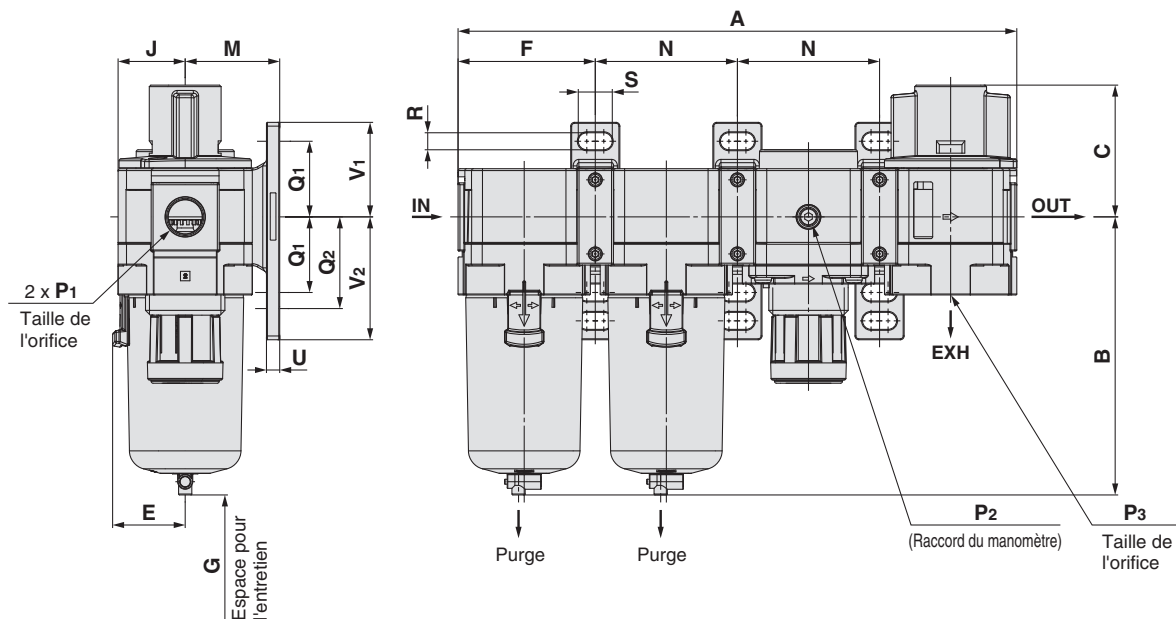 A
J
M
F
N
N
S
R
C
V1
Q1
IN
OUT
Q1
Q2
V2
2 x P1
Taille de
l'orifice
U
EXH
B
E
G
Espace pour
l'entretien
Purge
Purge
P2
(Raccord du manomètre)
P3
Taille de
l'orifice